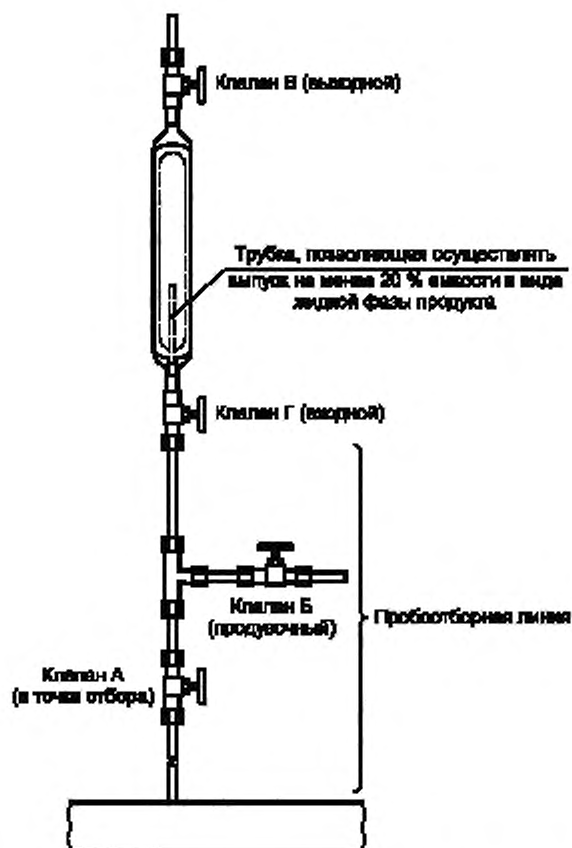 Клапан В (выходной)
Трубка, позволяющая осуществлять
выпуск не менее 20 % емкости в виде
жидкой фазы продукта
Клапан Г (входной)
Клапан Б
(продувочный)
Пробоотборная линия
Клапан А
(в точке отбора)